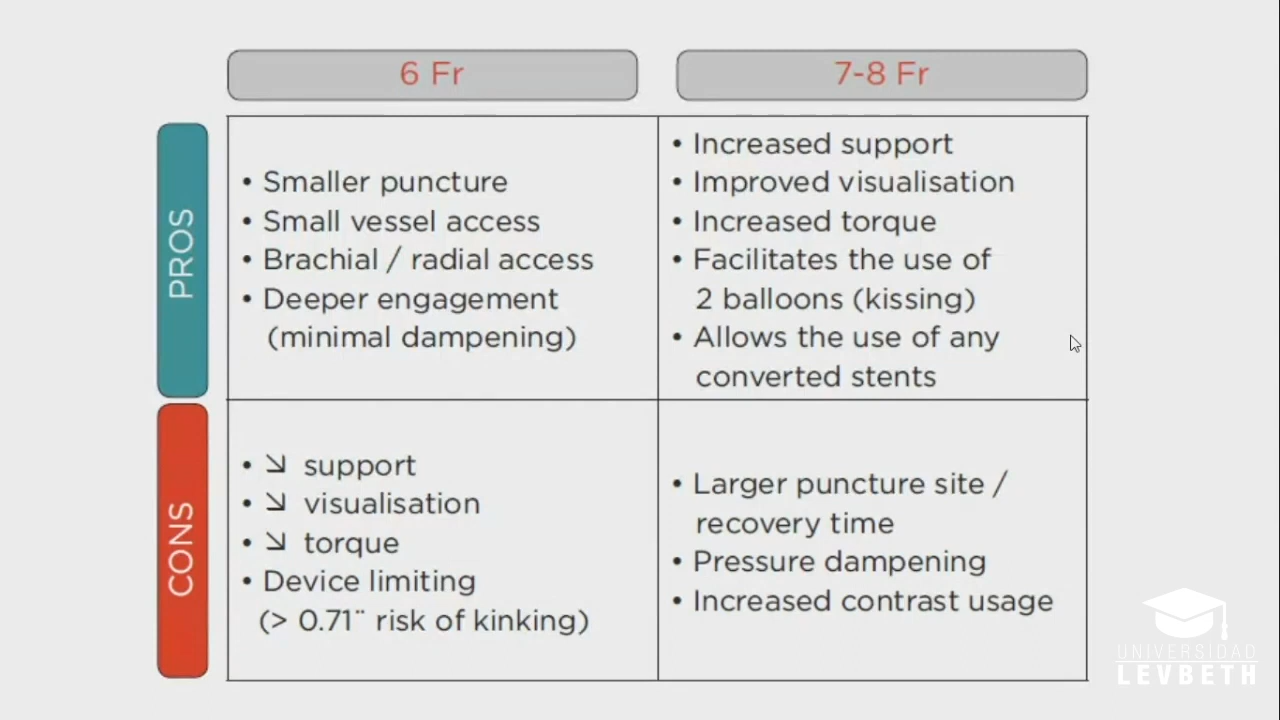 6 Fr
7-8 Fr
PROS
• Smaller puncture
• Small vessel access
• Brachial / radial access
• Deeper engagement
(minimal dampening)
• Increased support
• Improved visualisation
• Increased torque
• Facilitates the use of
2 balloons (kissing)
• Allows the use of any
converted stents
CONS
• ↘ support
• ↘ visualisation
• ↘ torque
• Device limiting
(> 0.71¨ risk of kinking)
• Larger puncture site /
recovery time
• Pressure dampening
• Increased contrast usage
UNIVERSIDAD
LEVBETH